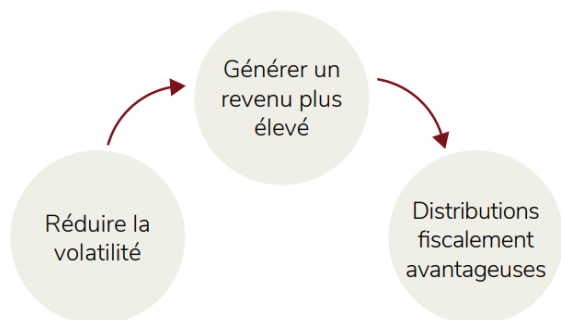 Réduire la
volatilité
Générer un
revenu plus
élevé
Distributions
fiscalement
avantageuses